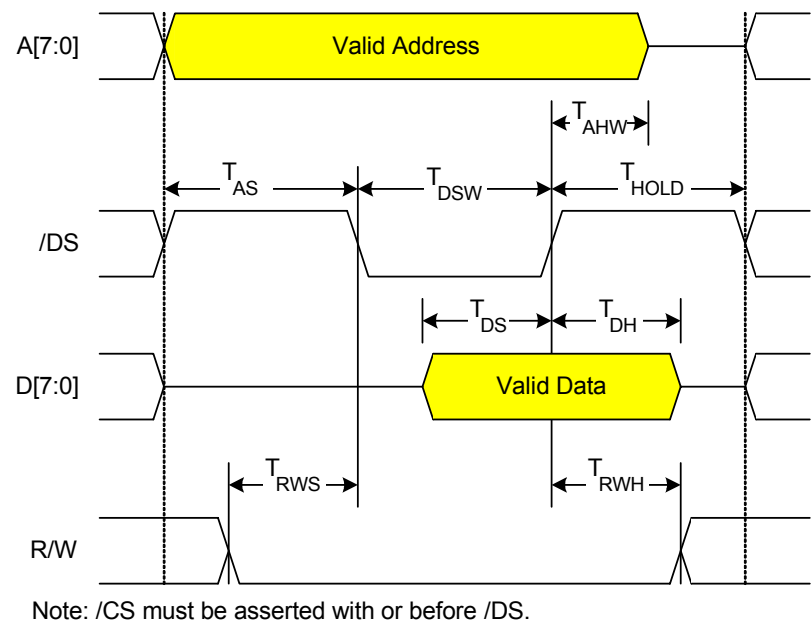 A[7:0]
Valid Address
TAHW
TAS
TDSW
THOLD
/DS
TDS
TDH
D[7:0]
Valid Data
TRWS
TRWH
R/W
Note: /CS must be asserted with or before /DS.